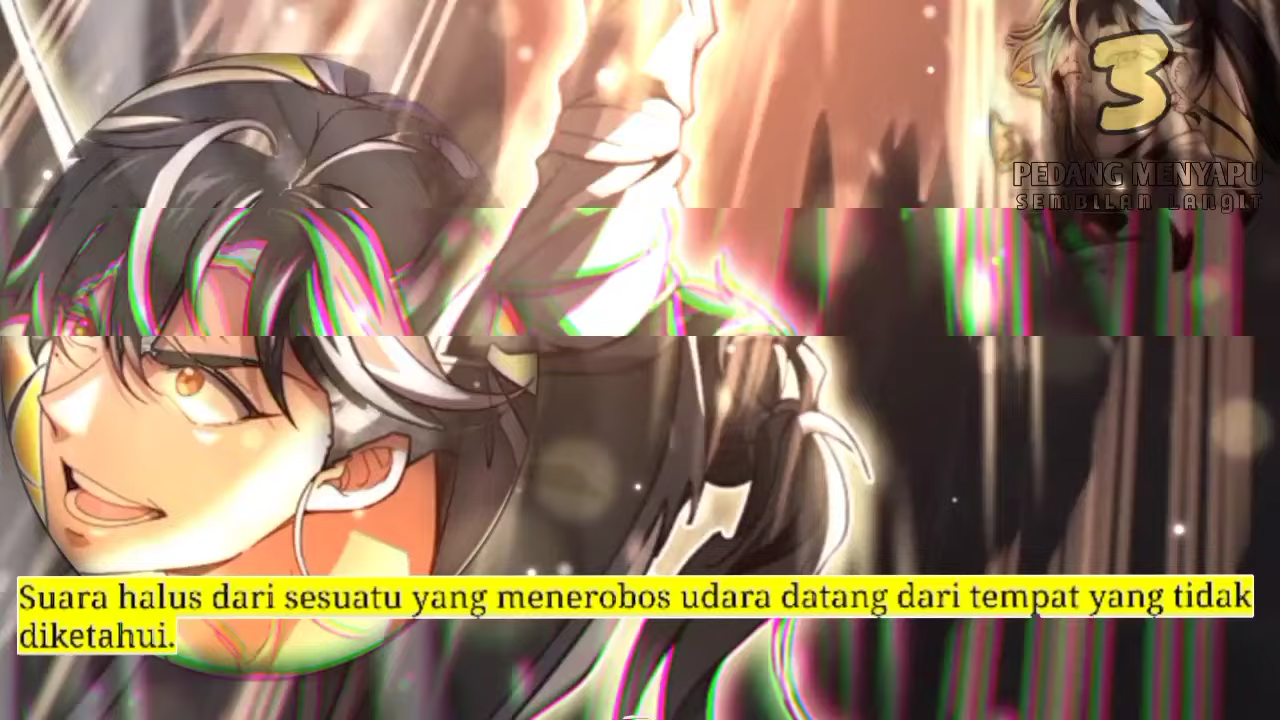 3
PEDANG MENYAPU
SEMBILAN LANGIT
Suara halus dari sesuatu yang menerobos udara datang dari tempat yang tidak
diketahui.